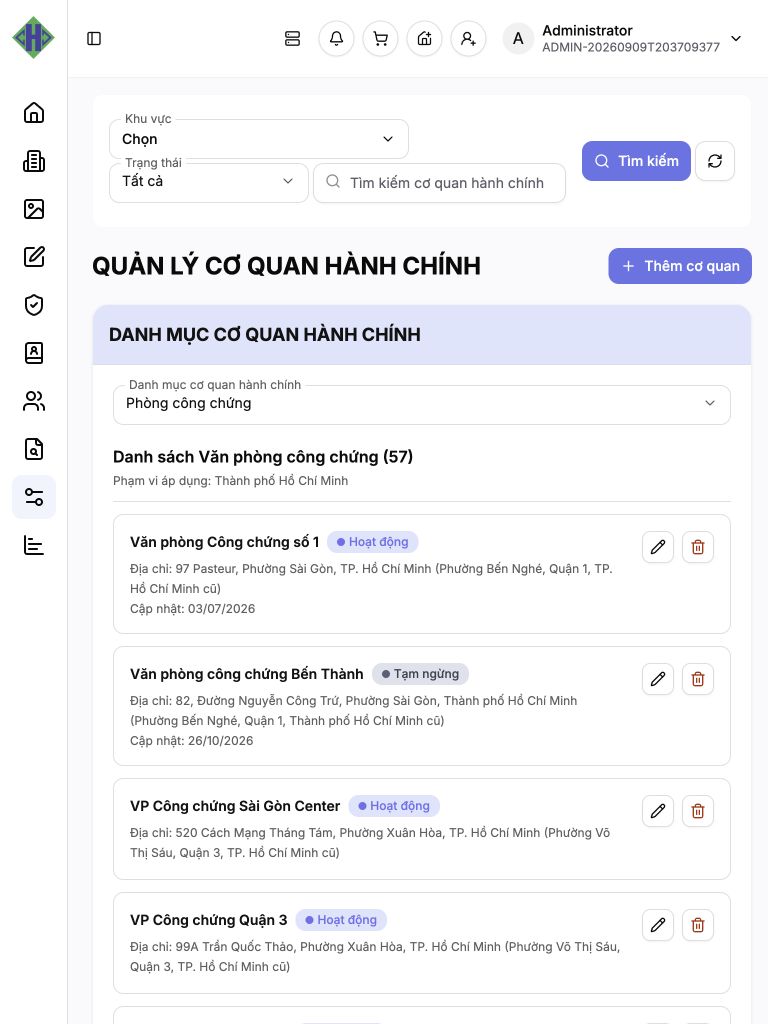 Administrator
A
ADMIN-20260909T203709377
Khu vực
Chọn
Trạng thái
Tất cả
Tìm kiếm cơ quan hành chính
Tìm kiếm
QUẢN LÝ CƠ QUAN HÀNH CHÍNH
Thêm cơ quan
DANH MỤC CƠ QUAN HÀNH CHÍNH
Danh mục cơ quan hành chính
Phòng công chứng
Danh sách Văn phòng công chứng (57)
Phạm vi áp dụng: Thành phố Hồ Chí Minh
Văn phòng Công chứng số 1
Hoạt động
Địa chỉ: 97 Pasteur, Phường Sài Gòn, TP. Hồ Chí Minh (Phường Bến Nghé, Quận 1, TP.
Hồ Chí Minh cũ)
Cập nhật: 03/07/2026
Văn phòng công chứng Bến Thành
Tạm ngừng
Địa chỉ: 82, Đường Nguyễn Công Trứ, Phường Sài Gòn, Thành phố Hồ Chí Minh
(Phường Bến Nghé, Quận 1, Thành phố Hồ Chí Minh cũ)
Cập nhật: 26/10/2026
VP Công chứng Sài Gòn Center
Hoạt động
Địa chỉ: 520 Cách Mạng Tháng Tám, Phường Xuân Hòa, TP. Hồ Chí Minh (Phường Võ
Thị Sáu, Quận 3, TP. Hồ Chí Minh cũ)
VP Công chứng Quận 3
Hoạt động
Địa chỉ: 99A Trần Quốc Thảo, Phường Xuân Hòa, TP. Hồ Chí Minh (Phường Võ Thị Sáu,
Quận 3, TP. Hồ Chí Minh cũ)